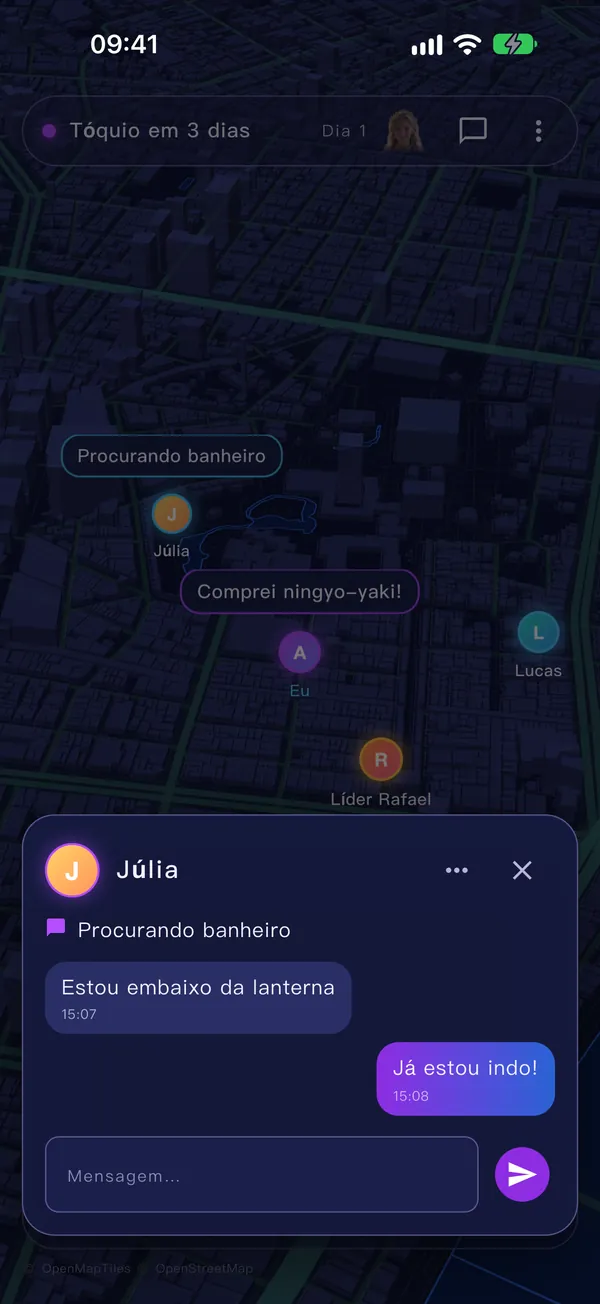 09:41
Tóquio em 3 dias
Dia 1
Procurando banheiro
J
Júlia
Comprei ningyo-yaki!
A
Eu
L
Lucas
R
Líder Rafael
J
Júlia
Procurando banheiro
Estou embaixo da lanterna
15:07
Já estou indo!
15:08
Mensagem...
© OpenMapTiles © OpenStreetMap